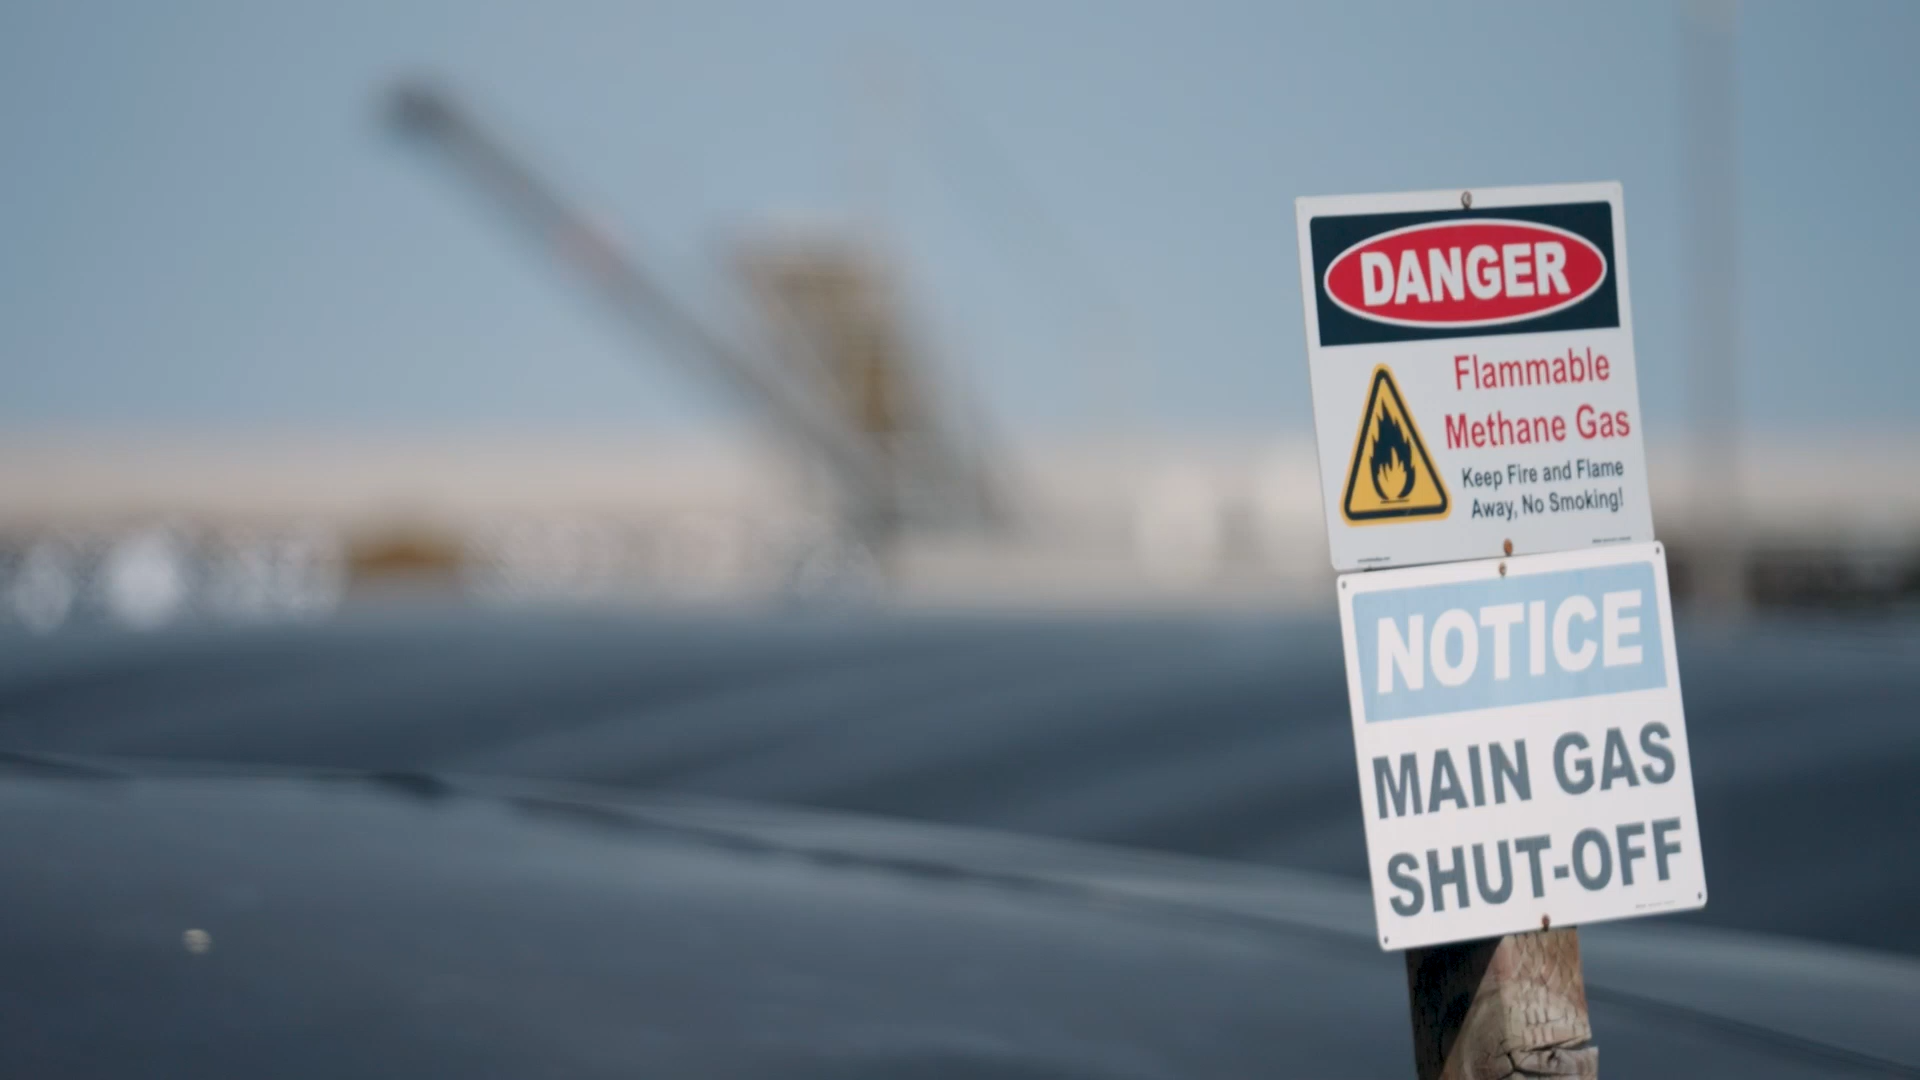 DANGER
Flammable
Methane Gas
Keep Fire and Flame
Away, No Smoking!
NOTICE
MAIN GAS
SHUT-OFF